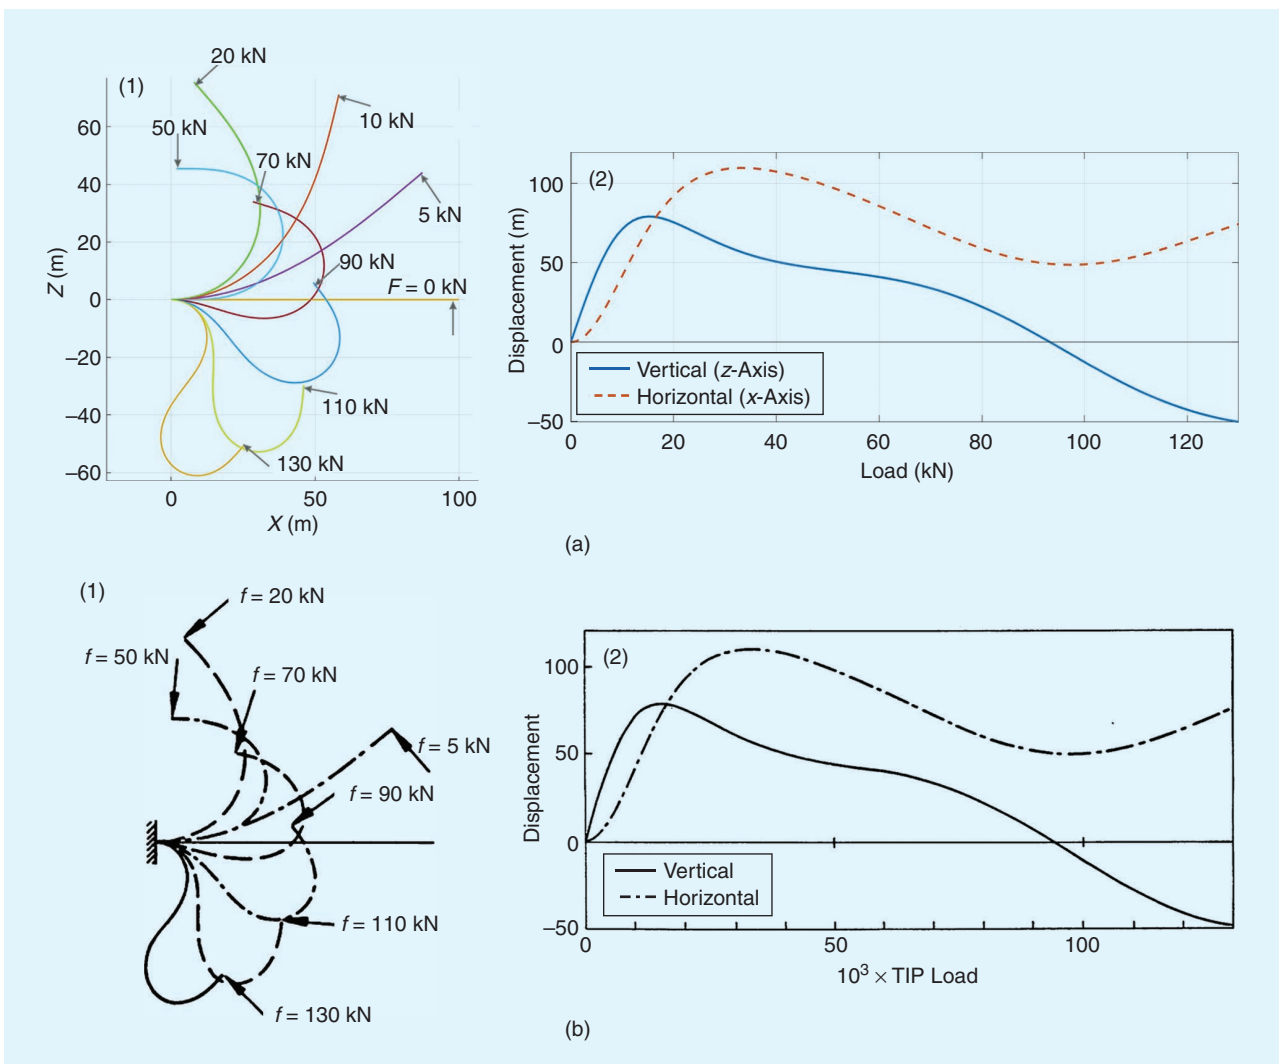 (1)
20 kN
10 kN
50 kN
70 kN
5 kN
90 kN
F = 0 kN
110 kN
130 kN
60
40
20
0
–20
–40
–60
Z (m)
0
50
100
X (m)
(2)
100
50
0
–50
Displacement (m)
Vertical (z-Axis)
Horizontal (x-Axis)
0
20
40
60
80
100
120
Load (kN)
(a)
(1)
f = 20 kN
f = 50 kN
f = 70 kN
f = 5 kN
f = 90 kN
f = 110 kN
f = 130 kN
(2)
100
50
0
–50
Displacement
Vertical
Horizontal
0
50
100
10³ × TIP Load
(b)